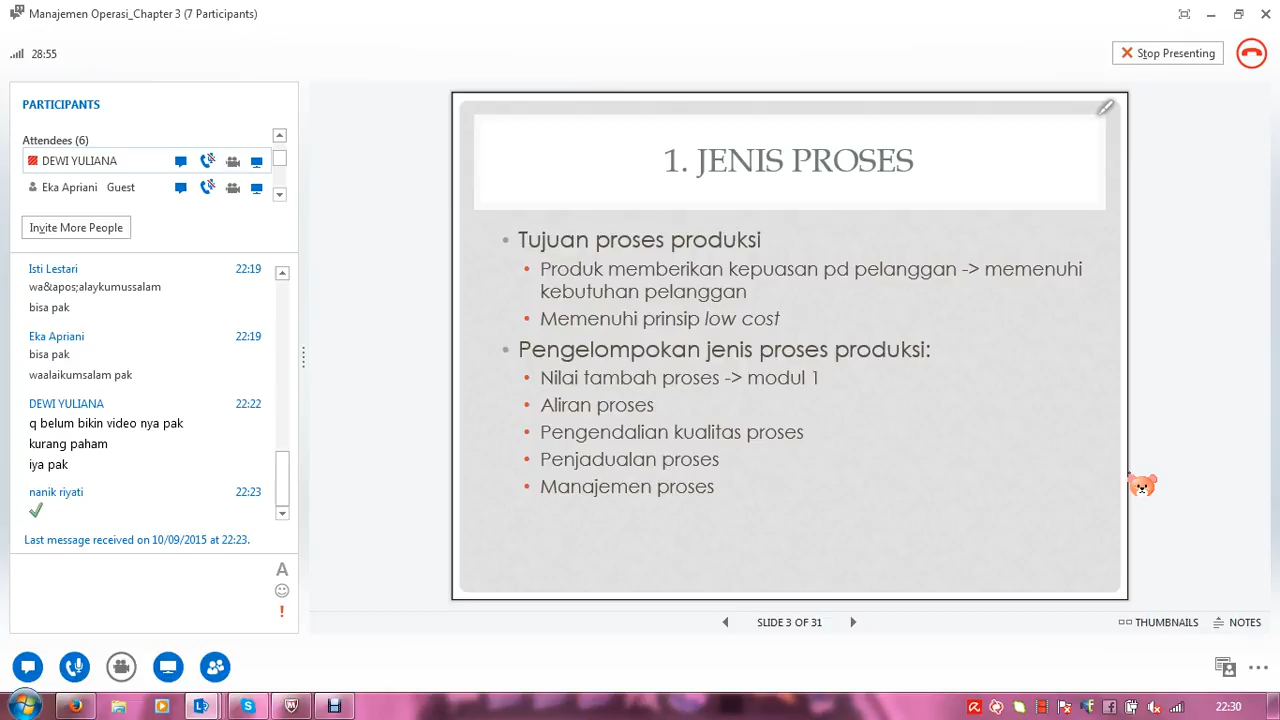 Manajemen Operasi_Chapter 3 (7 Participants)
28:55
Stop Presenting
PARTICIPANTS
Attendees (6)
DEWI YULIANA
Eka Apriani Guest
Invite More People
Isti Lestari 22:19
wa&apos;alaykumussalam
bisa pak
Eka Apriani 22:19
bisa pak
waalaikumsalam pak
DEWI YULIANA 22:22
q belum bikin video nya pak
kurang paham
iya pak
nanik riyati 22:23
Last message received on 10/09/2015 at 22:23.
A
!
1. JENIS PROSES
• Tujuan proses produksi
• Produk memberikan kepuasan pd pelanggan -> memenuhi
kebutuhan pelanggan
• Memenuhi prinsip low cost
• Pengelompokan jenis proses produksi:
• Nilai tambah proses -> modul 1
• Aliran proses
• Pengendalian kualitas proses
• Penjadualan proses
• Manajemen proses
SLIDE 3 OF 31
THUMBNAILS
NOTES
22:30